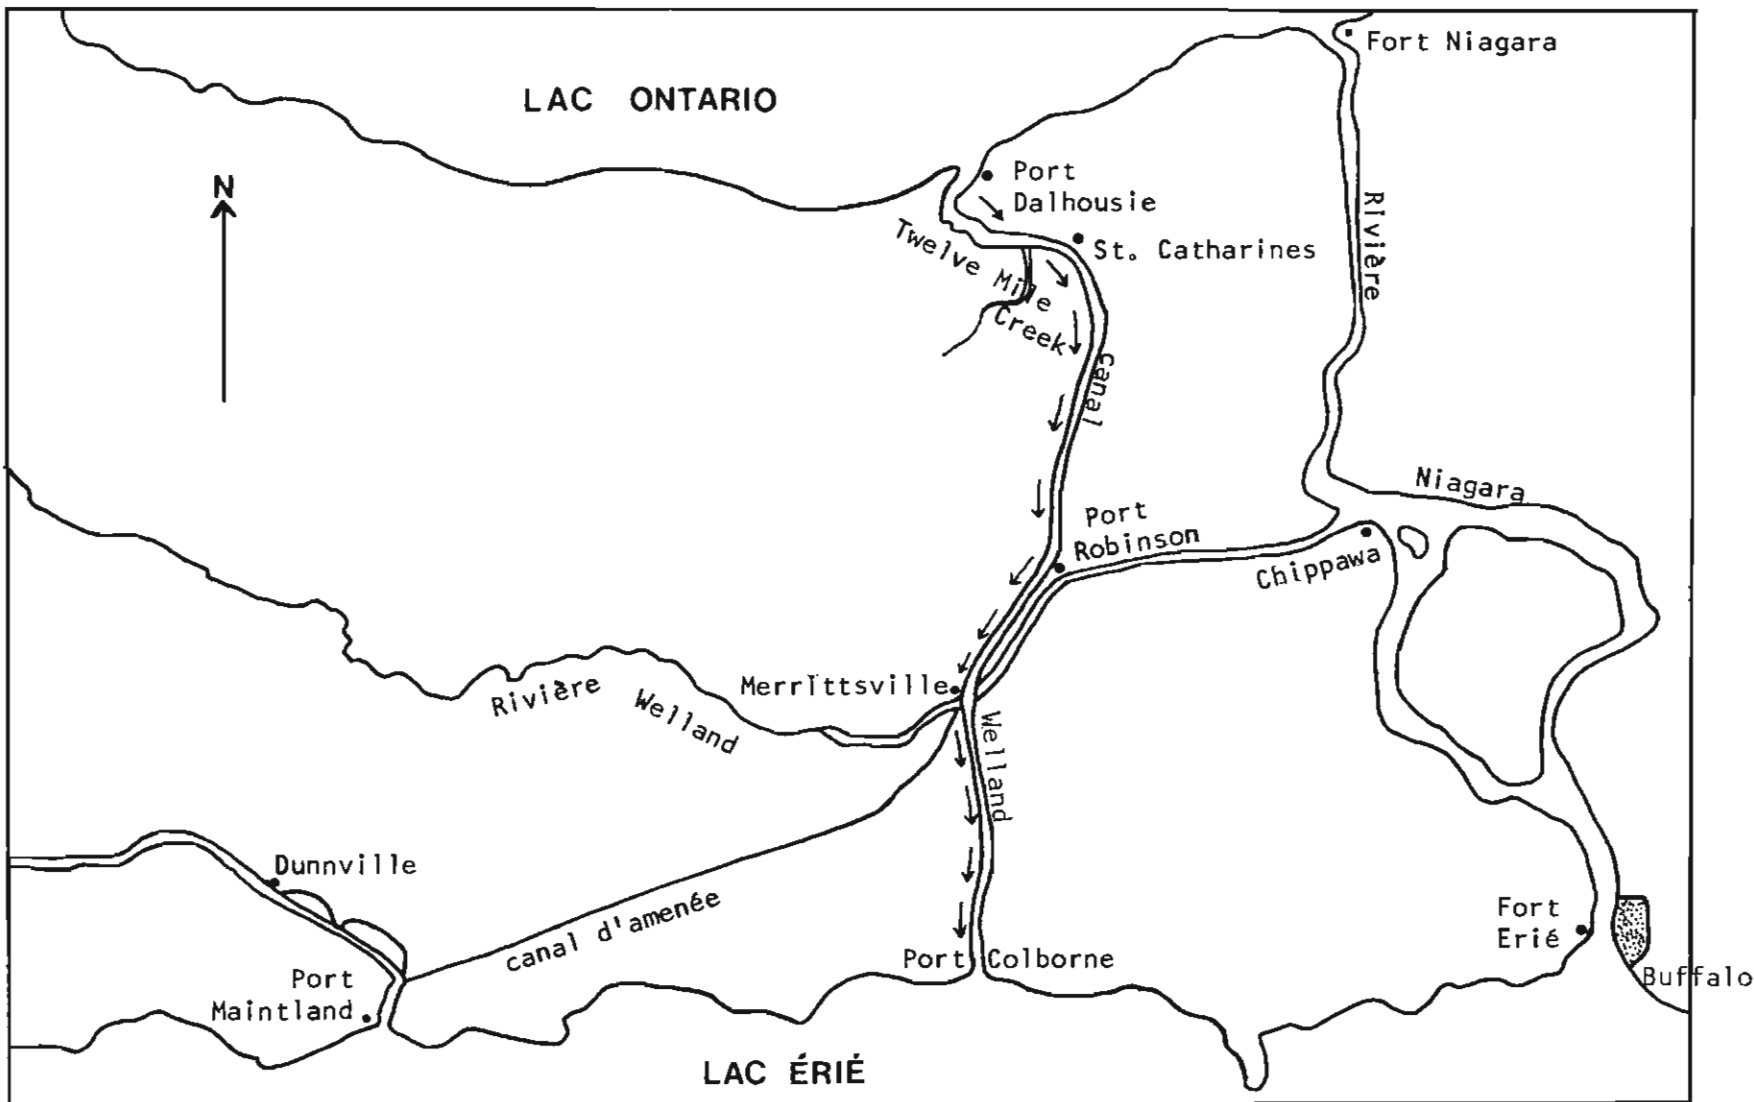 Fort Niagara
LAC ONTARIO
N
Port
Dalhousie
Rivière
Twelve Mile
Creek
St. Catharines
Canal
Niagara
Port
Robinson
Chippawa
Merrittsville
Rivière Welland
Welland
Dunnville
canal d'amenée
Fort
Erié
Port Colborne
Port
Maintland
Buffalo
LAC ÉRIÉ